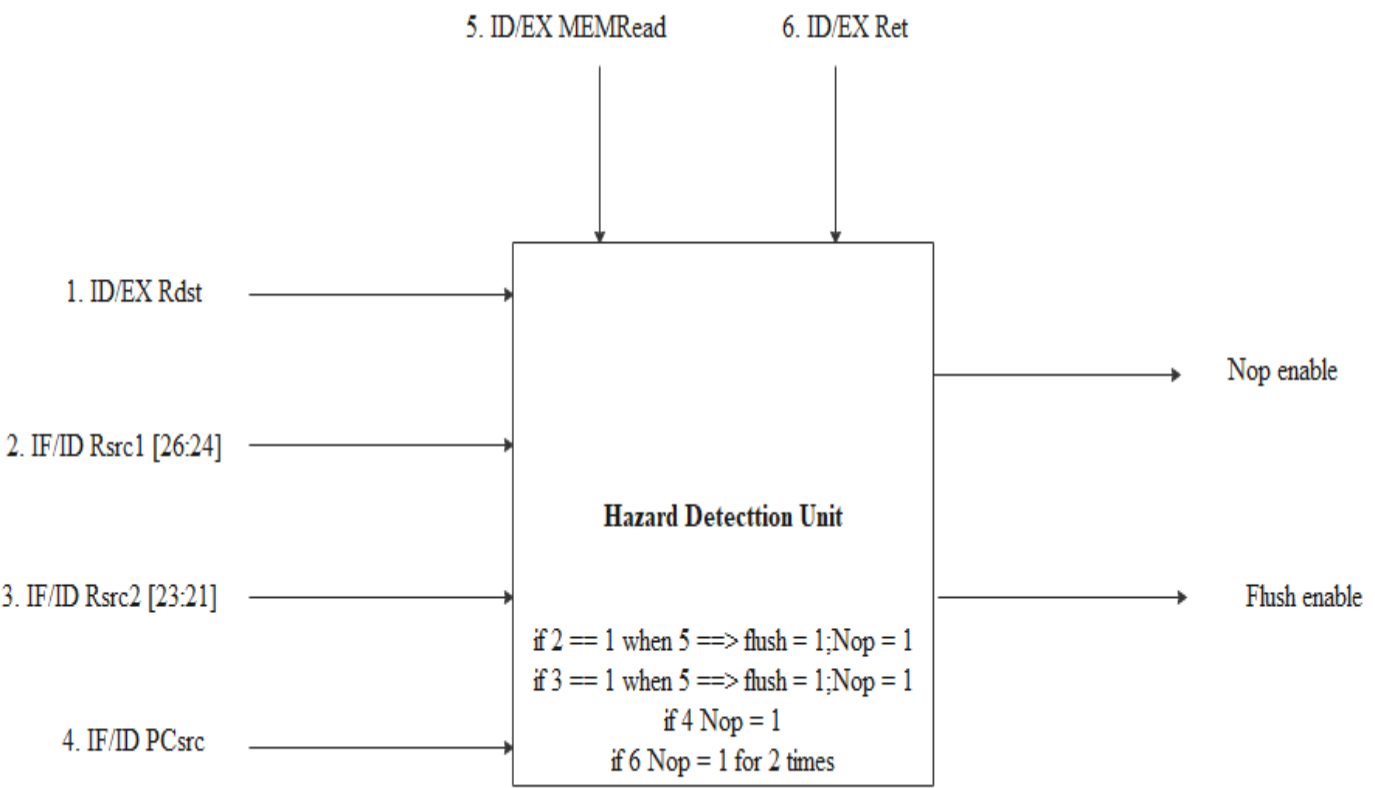 5. ID/EX MEMRead
6. ID/EX Ret
1. ID/EX Rdst
Nop enable
2. IF/ID Rsrc1 [26:24]
Hazard Detecttion Unit
3. IF/ID Rsrc2 [23:21]
Flush enable
if 2 == 1 when 5 ==> flush = 1;Nop = 1
if 3 == 1 when 5 ==> flush = 1;Nop = 1
if 4 Nop = 1
4. IF/ID PCsrc
if 6 Nop = 1 for 2 times